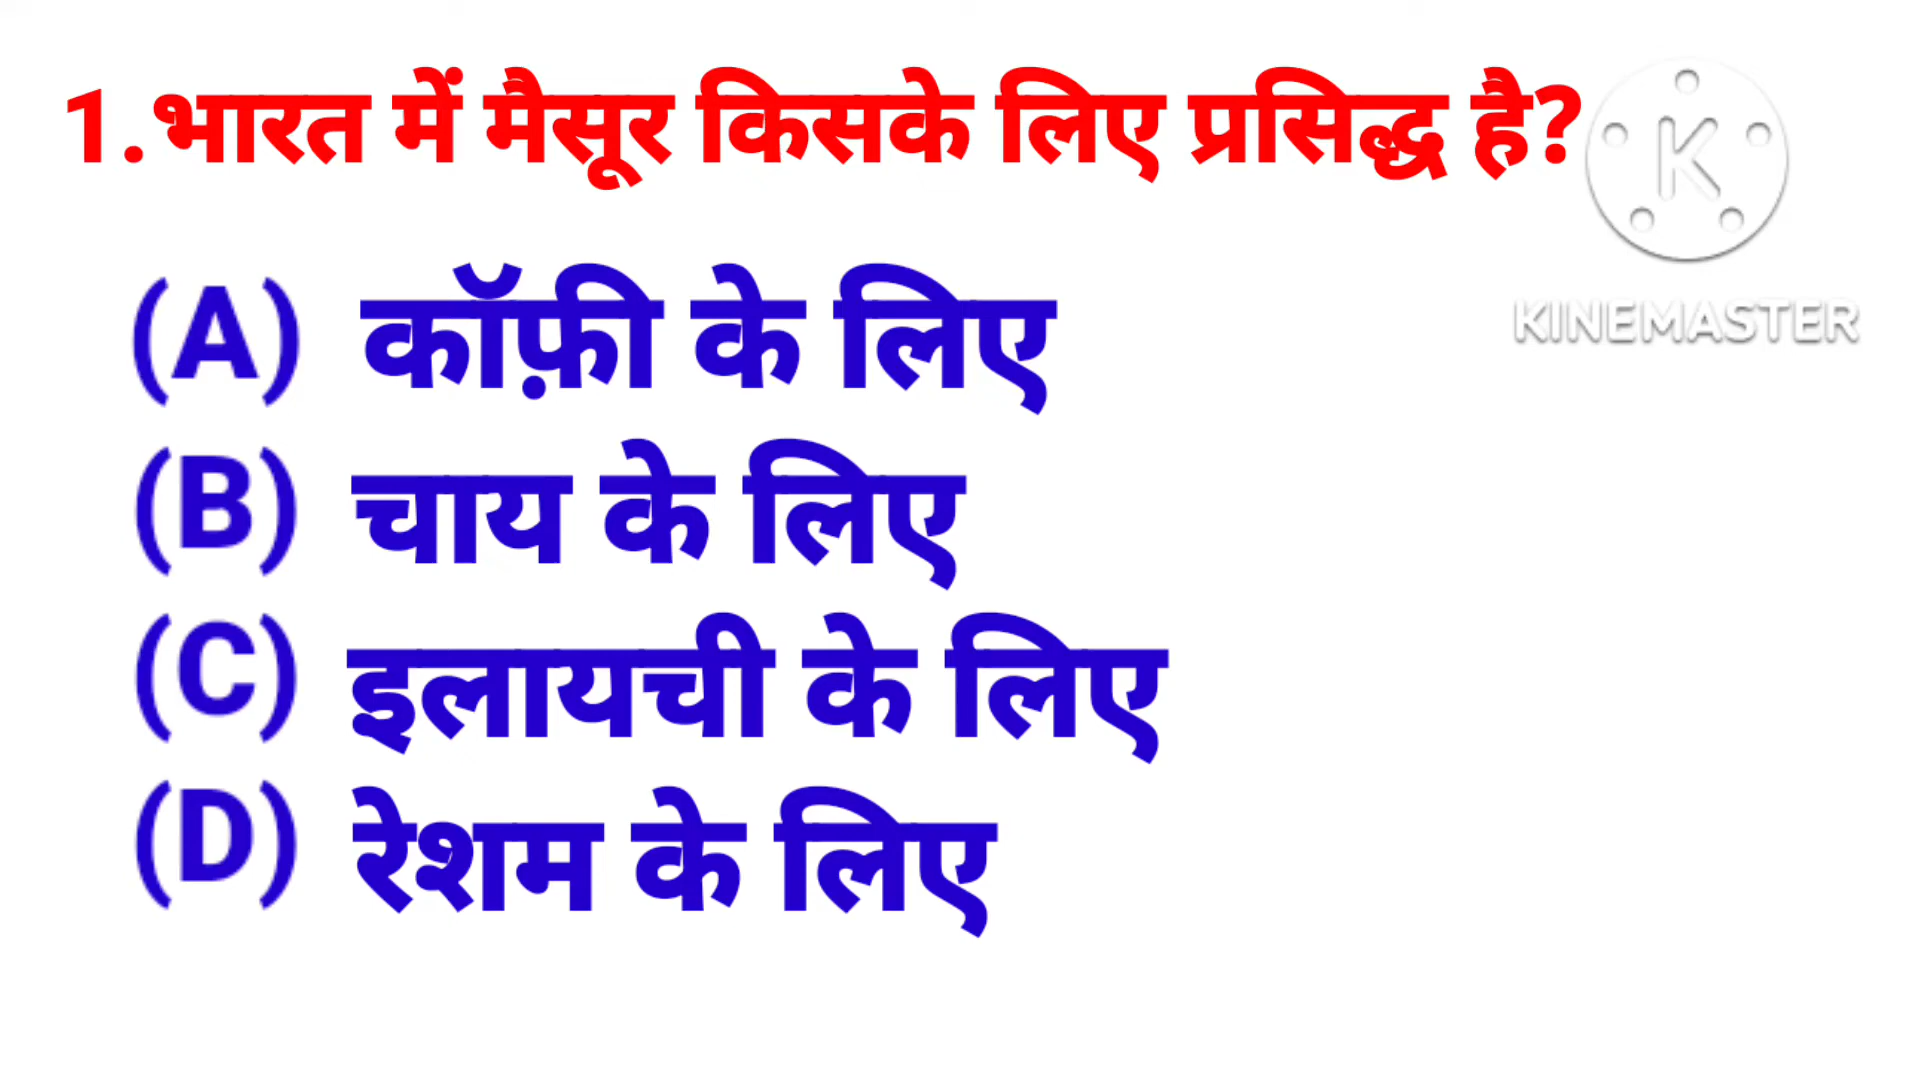 1.भारत में मैसूर किसके लिए प्रसिद्ध है?
(A) कॉफ़ी के लिए
(B) चाय के लिए
(C) इलायची के लिए
(D) रेशम के लिए
K
KINEMASTER